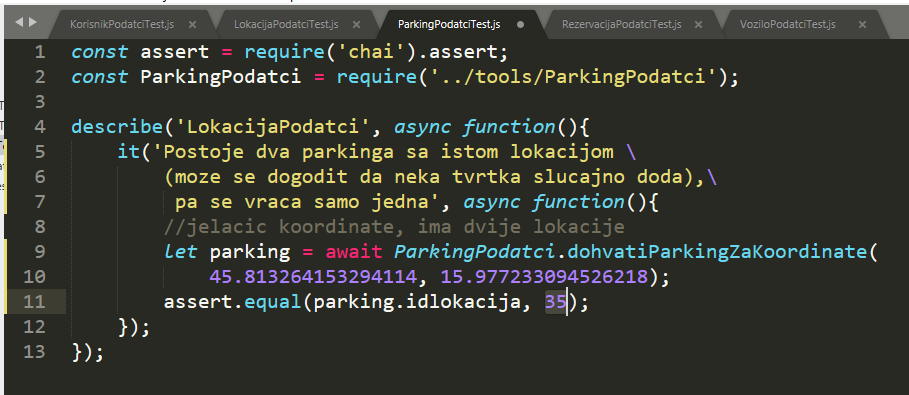 KorisnikPodatciTest.js × LokacijaPodatciTest.js × ParkingPodatciTest.js ● RezervacijaPodatciTest.js × VoziloPodatciTest.js ×
1 const assert = require('chai').assert;
2 const ParkingPodatci = require('../tools/ParkingPodatci');
3
4 describe('LokacijaPodatci', async function(){
5     it('Postoje dva parkinga sa istom lokacijom \
6         (moze se dogodit da neka tvrtka slucajno doda),\
7          pa se vraca samo jedna', async function(){
8         //jelacic koordinate, ima dvije lokacije
9         let parking = await ParkingPodatci.dohvatiParkingZaKoordinate(
10             45.813264153294114, 15.977233094526218);
11         assert.equal(parking.idlokacija, 35);
12     });
13 });